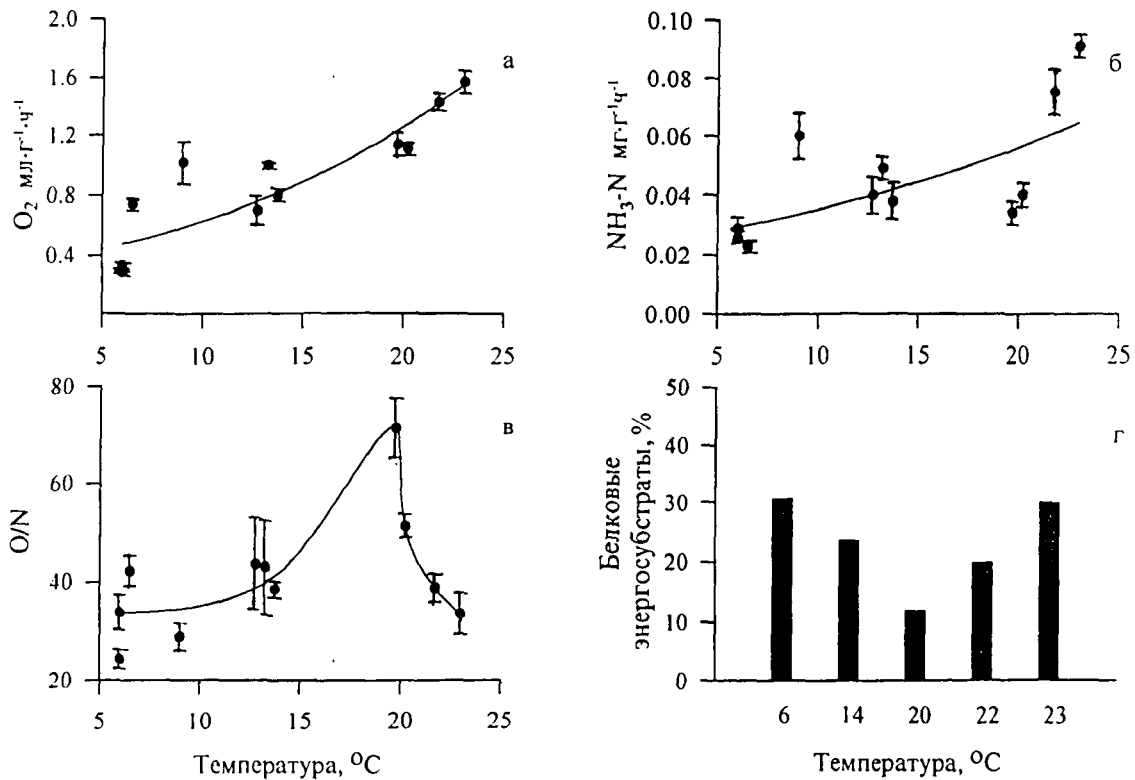 2.0
1.6
1.2
0.8
0.4
O₂ мл·г⁻¹·ч⁻¹
а
5 10 15 20 25
0.10
0.08
0.06
0.04
0.02
0.00
NH₃-N мг·г⁻¹ч⁻¹
б
5 10 15 20 25
80
60
40
20
O/N
в
5 10 15 20 25
Температура, °С
50
40
30
20
10
0
Белковые
энергосубстраты, %
г
6 14 20 22 23
Температура, °С